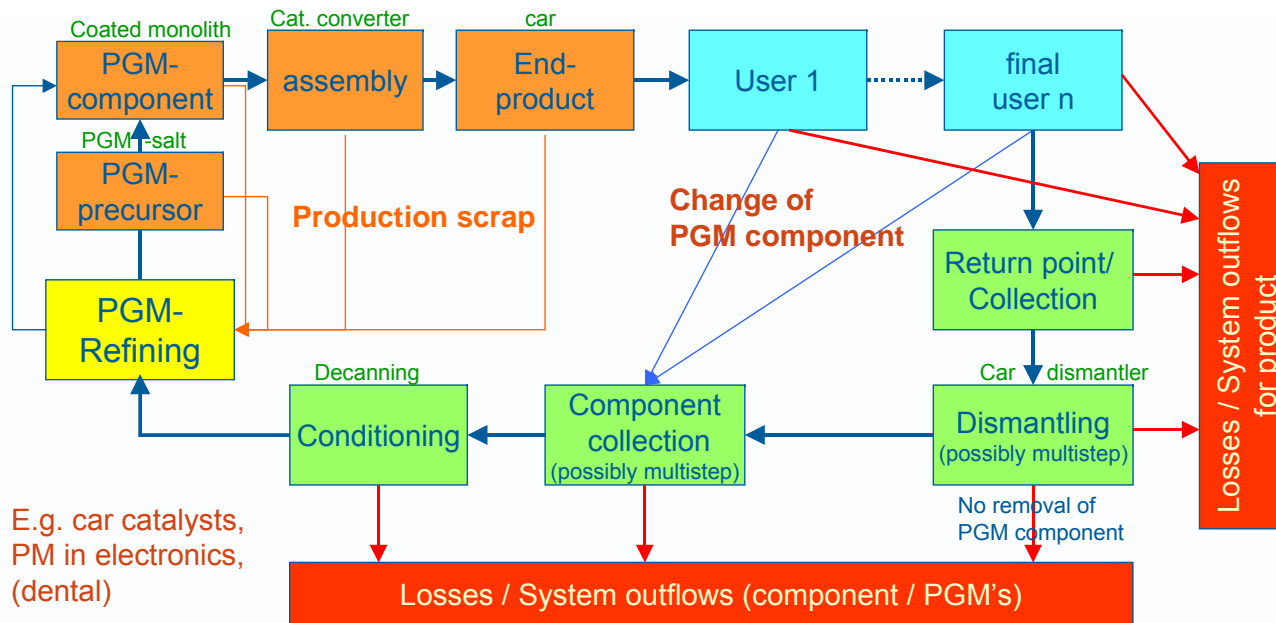 Coated monolith
Cat. converter
car
PGM-
component
assembly
End-
product
User 1
final
user n
PGM -salt
PGM-
precursor
Production scrap
Change of
PGM component
Return point/
Collection
PGM-
Refining
Decanning
Conditioning
Component
collection
(possibly multistep)
Car dismantler
Dismantling
(possibly multistep)
No removal of
PGM component
Losses / System outflows
for product
E.g. car catalysts,
PM in electronics,
(dental)
Losses / System outflows (component / PGM's)